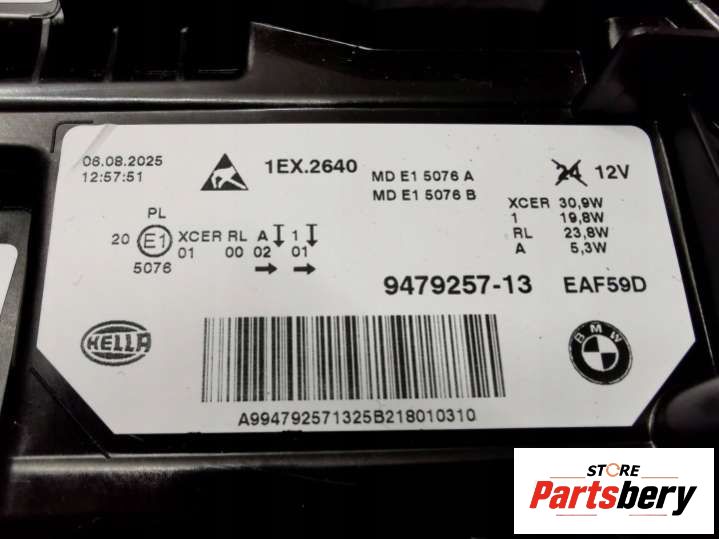 06.08.2025
12:57:51
1EX.2640
MD E1 5076 A
MD E1 5076 B
24 12V
XCER 30,9W
1 19,8W
RL 23,8W
A 5,3W
PL
20 E1 XCER RL A 1
01 00 02 01
5076
9479257-13 EAF59D
HELLA
BMW
A994792571325B218010310
STORE
Partsbery